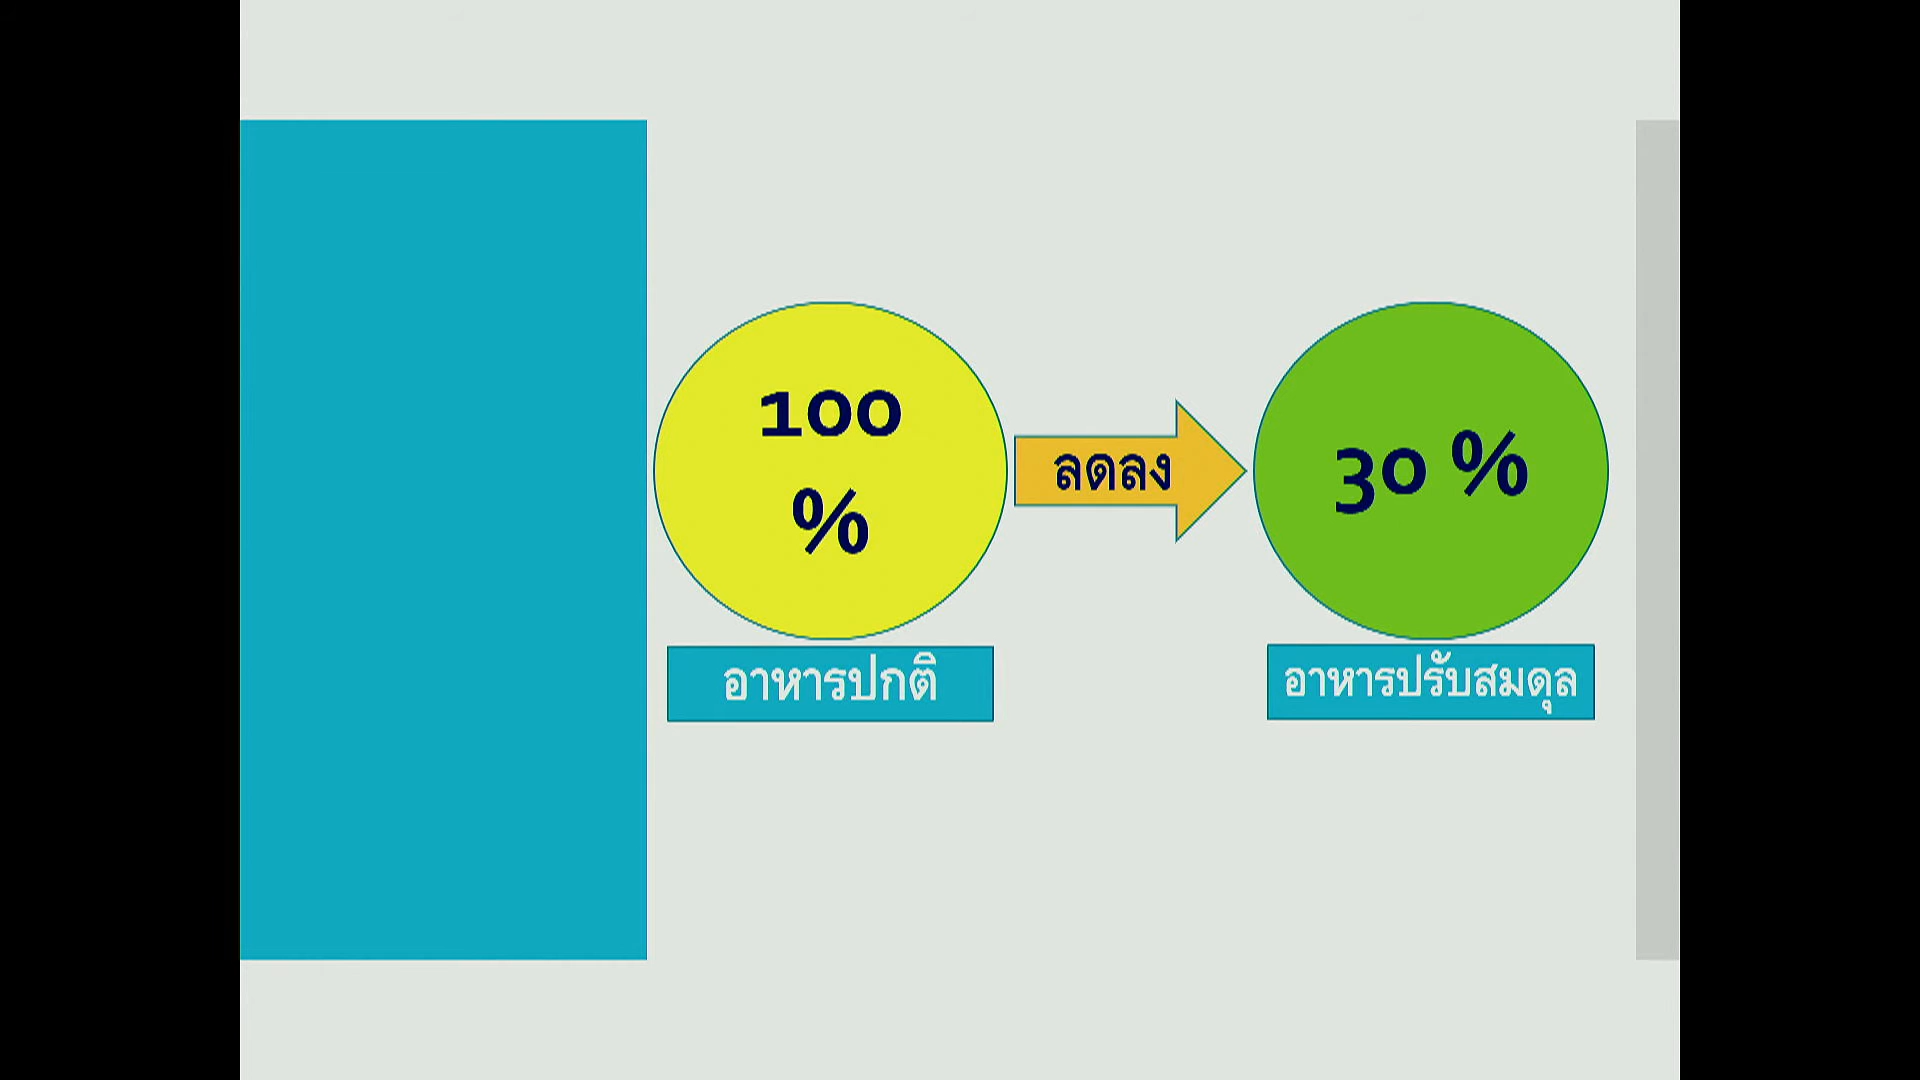 100
%
ลดลง
30 %
อาหารปกติ
อาหารปรับสมดุล